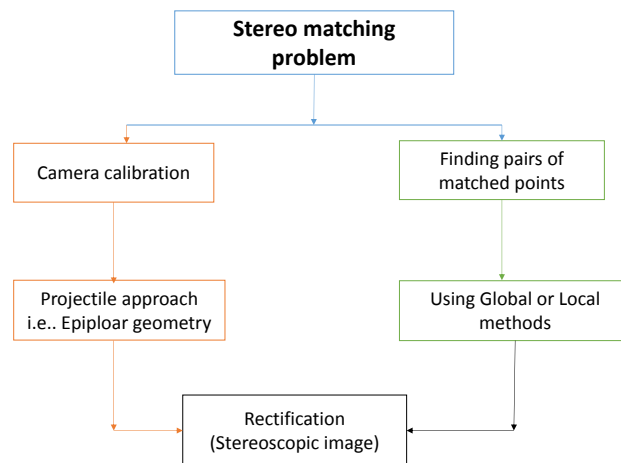 Stereo matching
problem
Camera calibration
Finding pairs of
matched points
Projectile approach
i.e.. Epiploar geometry
Using Global or Local
methods
Rectification
(Stereoscopic image)